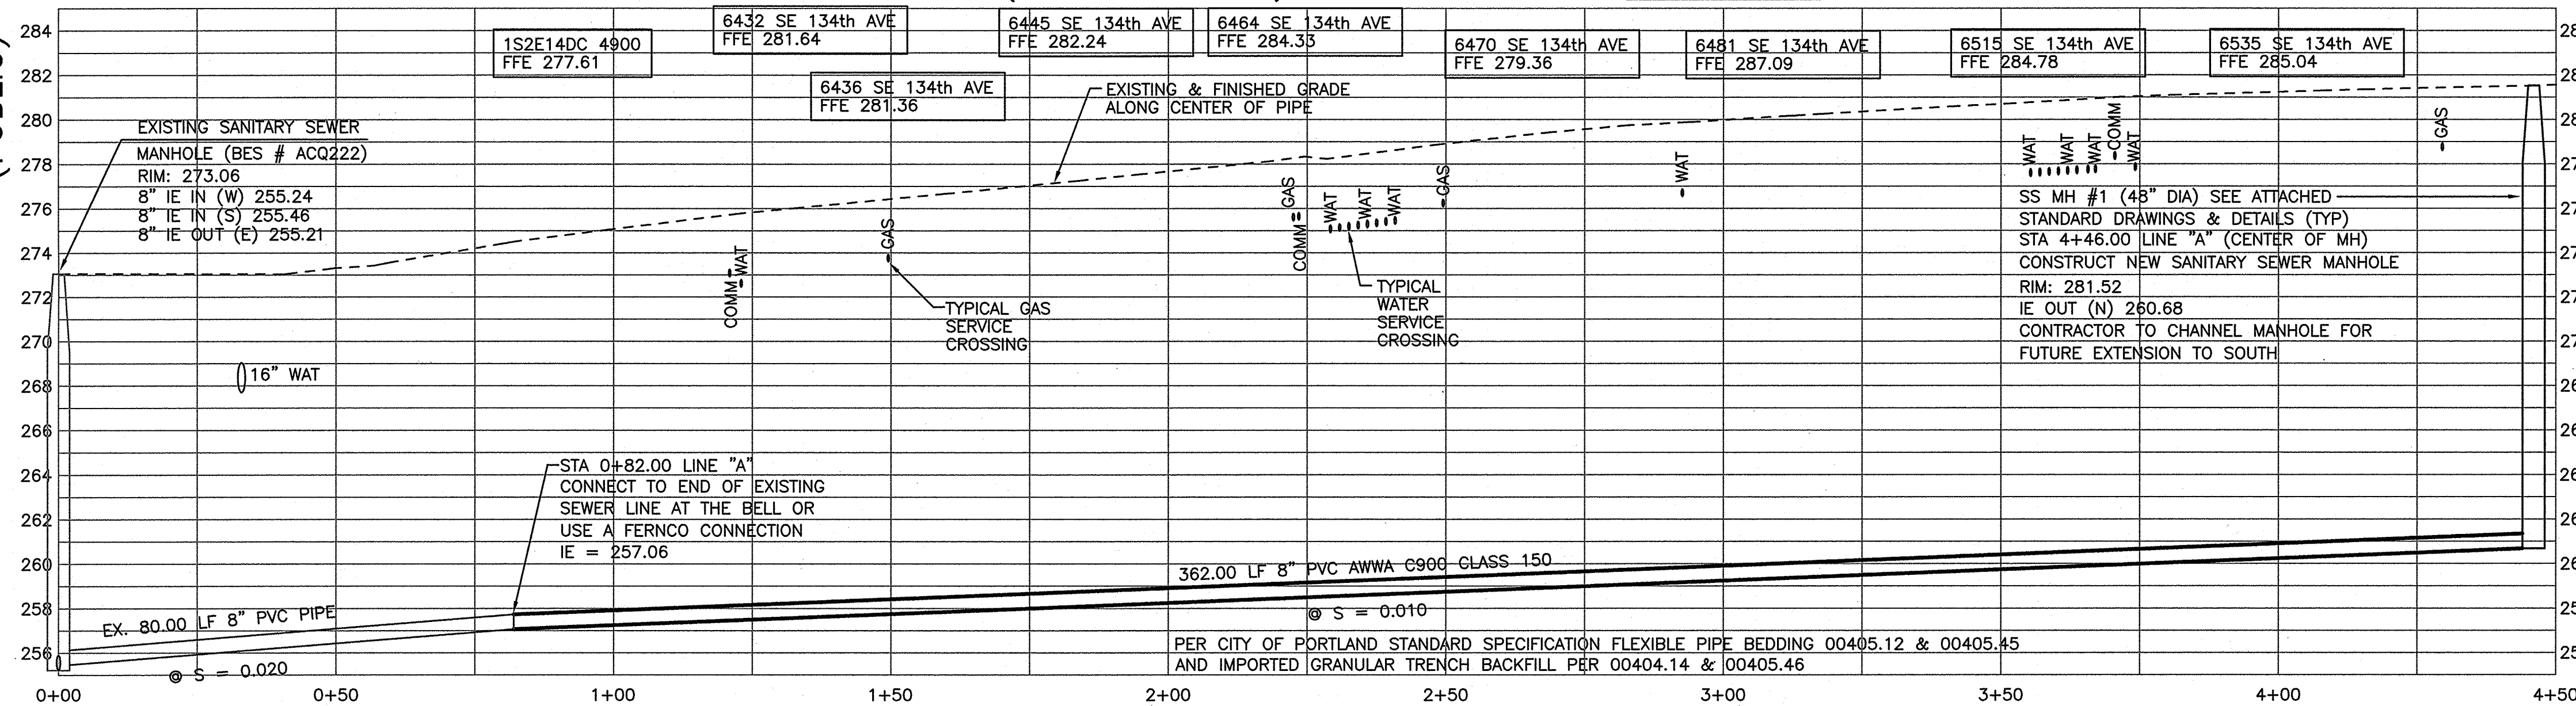 6432 SE 134th AVE
FFE 281.64
6445 SE 134th AVE
FFE 282.24
6464 SE 134th AVE
FFE 284.33
1S2E14DC 4900
FFE 277.61
6470 SE 134th AVE
FFE 279.36
6481 SE 134th AVE
FFE 287.09
6515 SE 134th AVE
FFE 284.78
6535 SE 134th AVE
FFE 285.04
6436 SE 134th AVE
FFE 281.36
EXISTING & FINISHED GRADE
ALONG CENTER OF PIPE
EXISTING SANITARY SEWER
MANHOLE (BES # ACQ222)
RIM: 273.06
8" IE IN (W) 255.24
8" IE IN (S) 255.46
8" IE OUT (E) 255.21
284
282
280
278
276
274
272
270
268
266
264
262
260
258
256
16" WAT
COMM
WAT
GAS
TYPICAL GAS
SERVICE
CROSSING
GAS
COMM
WAT
WAT
WAT
GAS
TYPICAL
WATER
SERVICE
CROSSING
WAT
WAT
WAT
WAT
COMM
WAT
GAS
SS MH #1 (48" DIA) SEE ATTACHED
STANDARD DRAWINGS & DETAILS (TYP)
STA 4+46.00 LINE "A" (CENTER OF MH)
CONSTRUCT NEW SANITARY SEWER MANHOLE
RIM: 281.52
IE OUT (N) 260.68
CONTRACTOR TO CHANNEL MANHOLE FOR
FUTURE EXTENSION TO SOUTH
STA 0+82.00 LINE "A"
CONNECT TO END OF EXISTING
SEWER LINE AT THE BELL OR
USE A FERNCO CONNECTION
IE = 257.06
EX. 80.00 LF 8" PVC PIPE
@ S = 0.020
362.00 LF 8" PVC AWWA C900 CLASS 150
@ S = 0.010
PER CITY OF PORTLAND STANDARD SPECIFICATION FLEXIBLE PIPE BEDDING 00405.12 & 00405.45
AND IMPORTED GRANULAR TRENCH BACKFILL PER 00404.14 & 00405.46
0+00 0+50 1+00 1+50 2+00 2+50 3+00 3+50 4+00 4+50